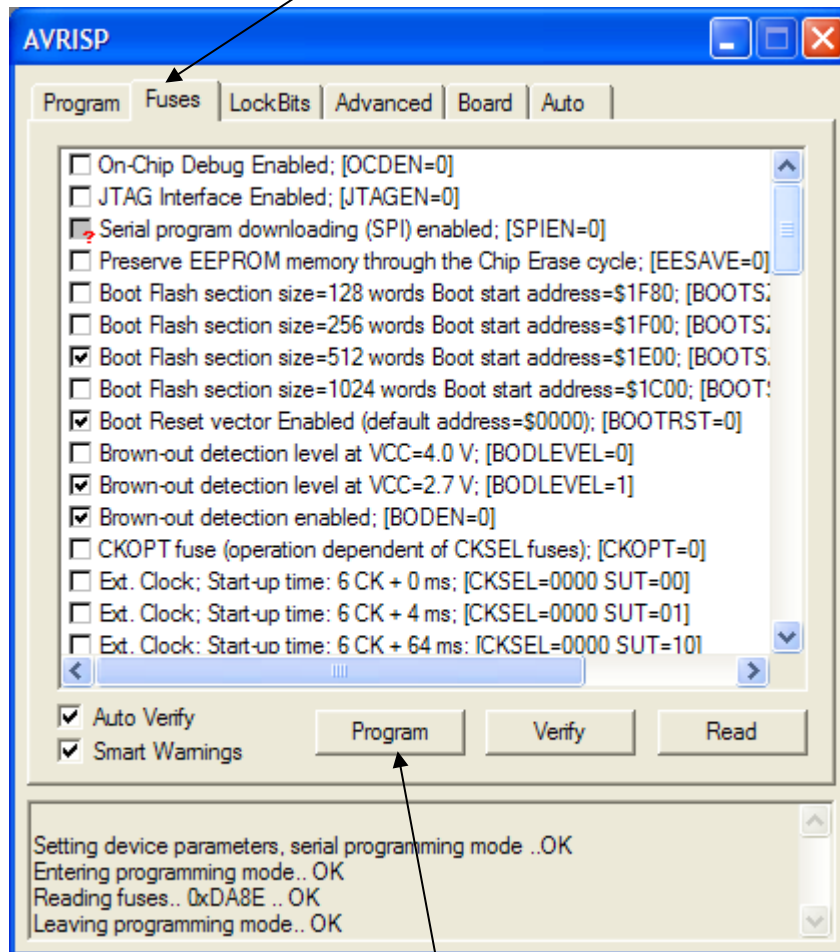 AVRISP
Program Fuses LockBits Advanced Board Auto
On-Chip Debug Enabled; [OCDEN=0]
JTAG Interface Enabled; [JTAGEN=0]
? Serial program downloading (SPI) enabled; [SPIEN=0]
Preserve EEPROM memory through the Chip Erase cycle; [EESAVE=0]
Boot Flash section size=128 words Boot start address=$1F80; [BOOTS
Boot Flash section size=256 words Boot start address=$1F00; [BOOTS
Boot Flash section size=512 words Boot start address=$1E00; [BOOTS
Boot Flash section size=1024 words Boot start address=$1C00; [BOOT
Boot Reset vector Enabled (default address=$0000); [BOOTRST=0]
Brown-out detection level at VCC=4.0 V; [BODLEVEL=0]
Brown-out detection level at VCC=2.7 V; [BODLEVEL=1]
Brown-out detection enabled; [BODEN=0]
CKOPT fuse (operation dependent of CKSEL fuses); [CKOPT=0]
Ext. Clock; Start-up time: 6 CK + 0 ms; [CKSEL=0000 SUT=00]
Ext. Clock; Start-up time: 6 CK + 4 ms; [CKSEL=0000 SUT=01]
Ext. Clock; Start-up time: 6 CK + 64 ms; [CKSEL=0000 SUT=10]
Auto Verify
Smart Warnings
Program Verify Read
Setting device parameters, serial programming mode ..OK
Entering programming mode.. OK
Reading fuses.. 0xDA8E .. OK
Leaving programming mode.. OK